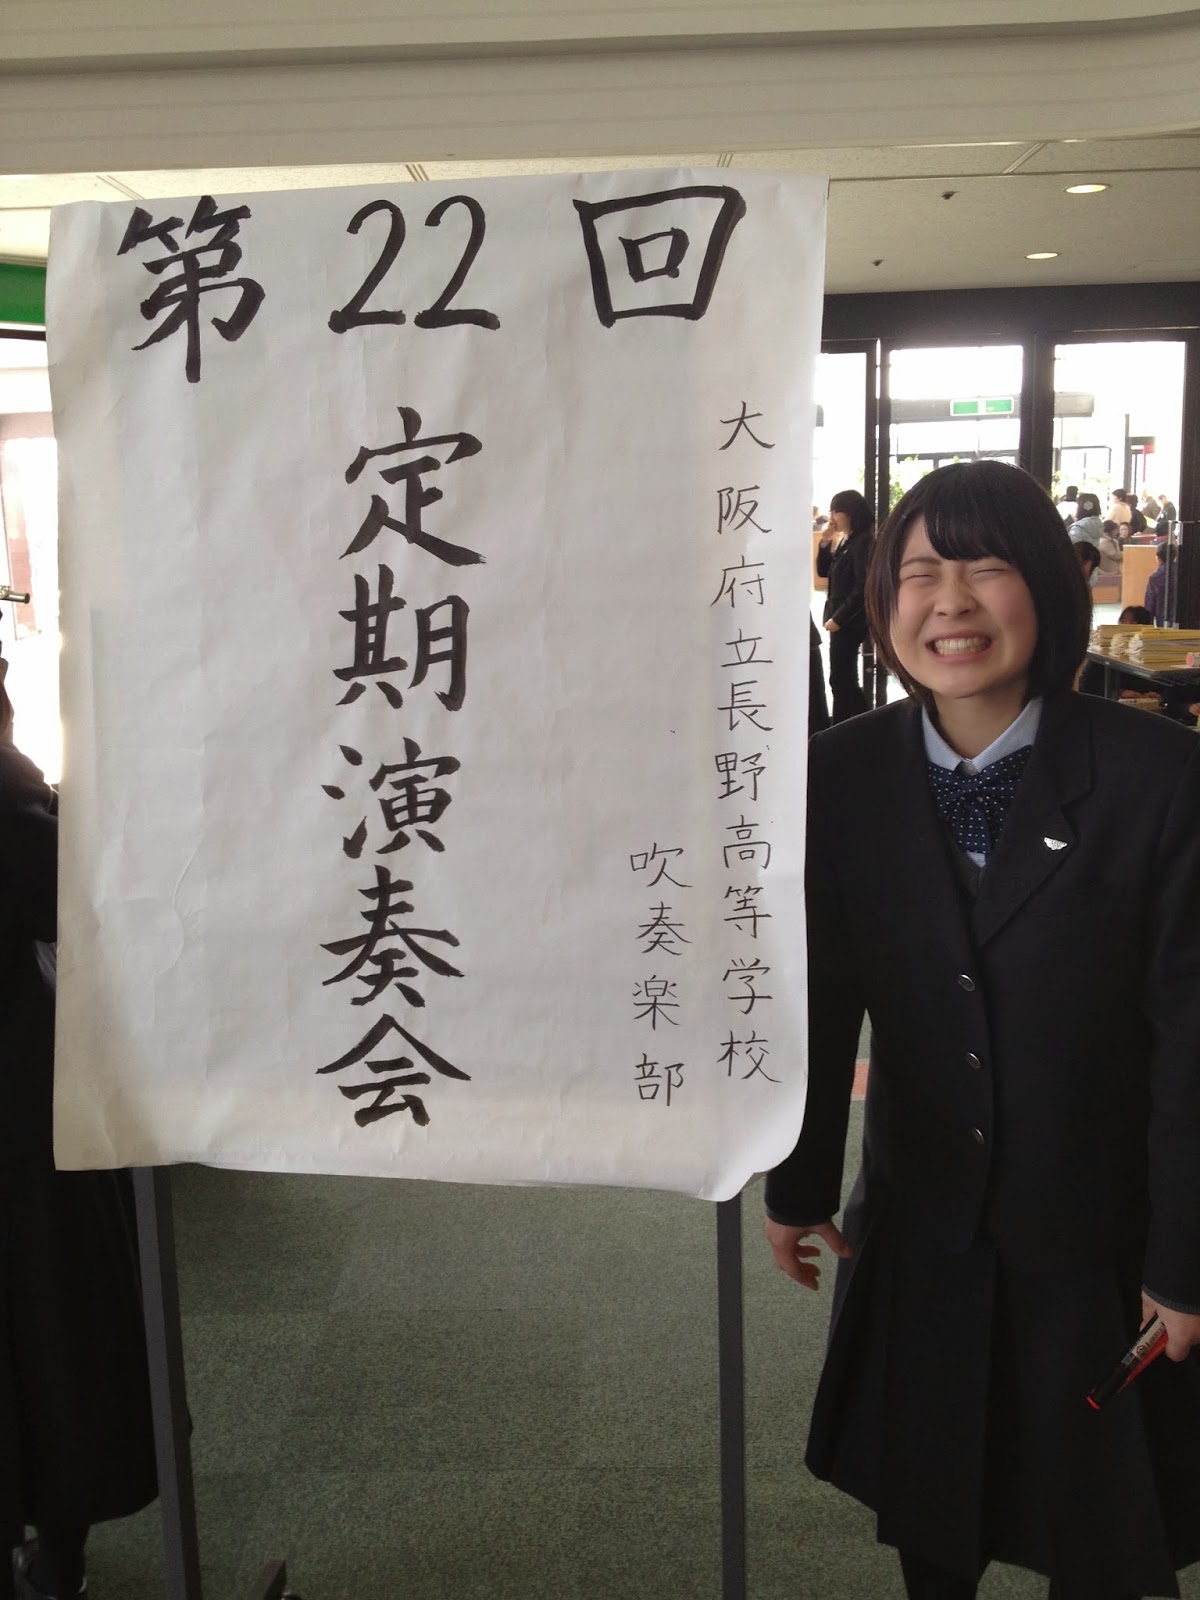 第22回
定期演奏会
大阪府立長野高等学校
吹奏楽部